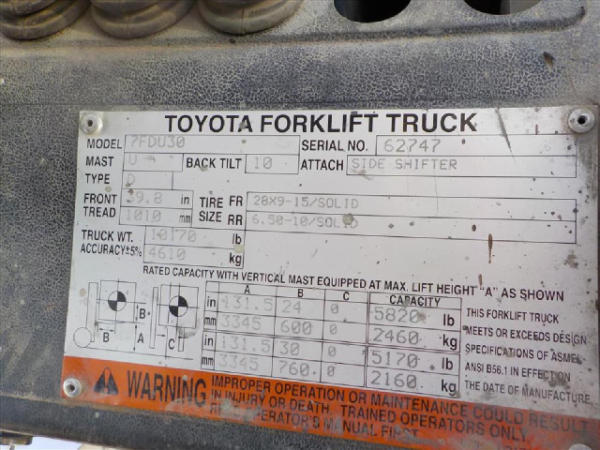 TOYOTA FORKLIFT TRUCK
MODEL 7FDU30 SERIAL NO. 62747
MAST U BACK TILT 10 ATTACH SIDE SHIFTER
TYPE D
FRONT TREAD 39.8 in 1010 mm
TIRE SIZE FR 28X9-15/SOLID
RR 6.50-10/SOLID
TRUCK WT. 10170 lb
ACCURACY±5% 4610 kg
RATED CAPACITY WITH VERTICAL MAST EQUIPPED AT MAX. LIFT HEIGHT "A" AS SHOWN
A B C CAPACITY
in 131.5 24 0 5820 lb
mm 3345 600 0 2460 kg
in 131.5 30 0 5170 lb
mm 3345 760 0 2160 kg
B A B C
THIS FORKLIFT TRUCK
MEETS OR EXCEEDS DESIGN
SPECIFICATIONS OF ASME
ANSI B56.1 IN EFFECTION
THE DATE OF MANUFACTURE
WARNING
IMPROPER OPERATION OR MAINTENANCE COULD RESULT
IN INJURY OR DEATH. TRAINED OPERATORS ONLY.
OPERATOR'S MANUAL FIRST.